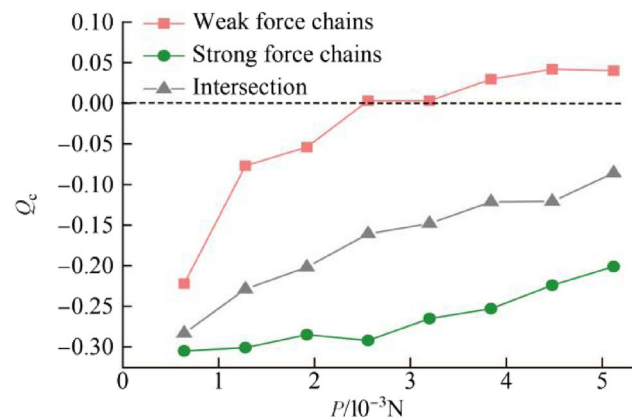 0.10
Weak force chains
0.05
Strong force chains
0.00
Intersection
−0.05
−0.10
−0.15
−0.20
−0.25
−0.30
Qc
0 1 2 3 4 5
P/10⁻³N